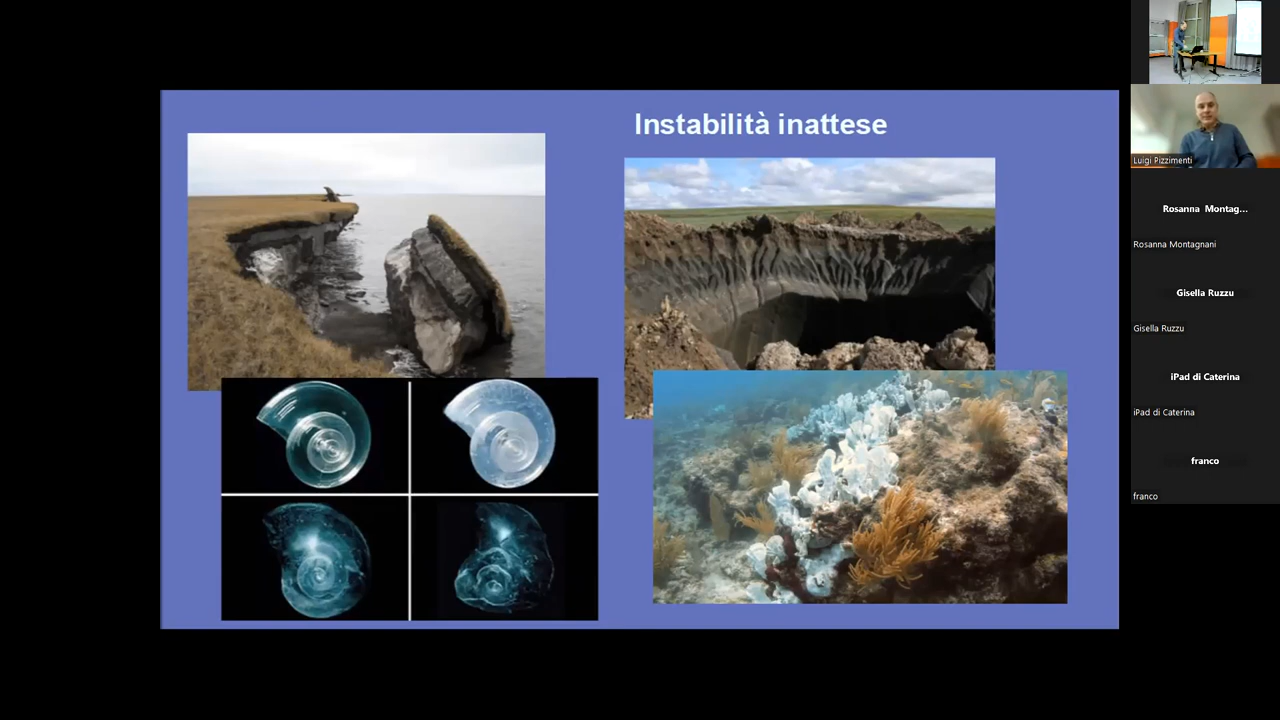 Instabilità inattese
Luigi Pizzimenti
Rosanna Montag...
Rosanna Montagnani
Gisella Ruzzu
Gisella Ruzzu
iPad di Caterina
iPad di Caterina
franco
franco